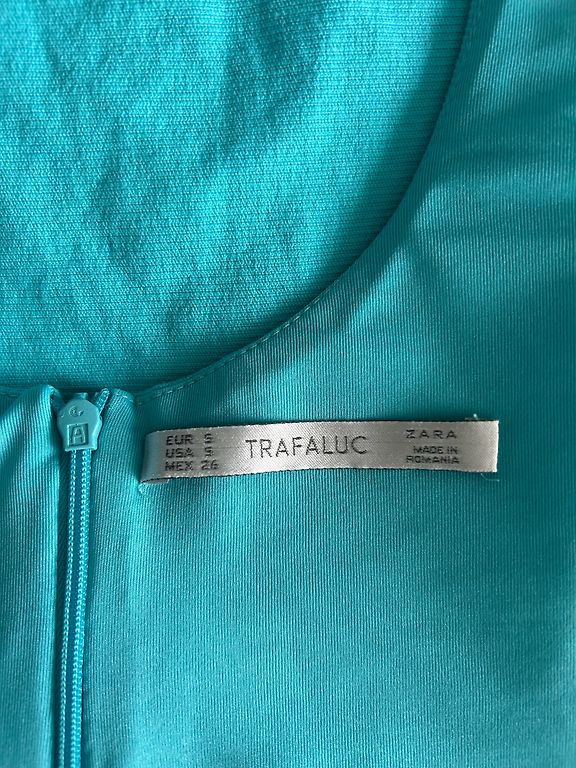 EUR S
USA S
MEX 26
TRAFALUC
ZARA
MADE IN
ROMANIA
A